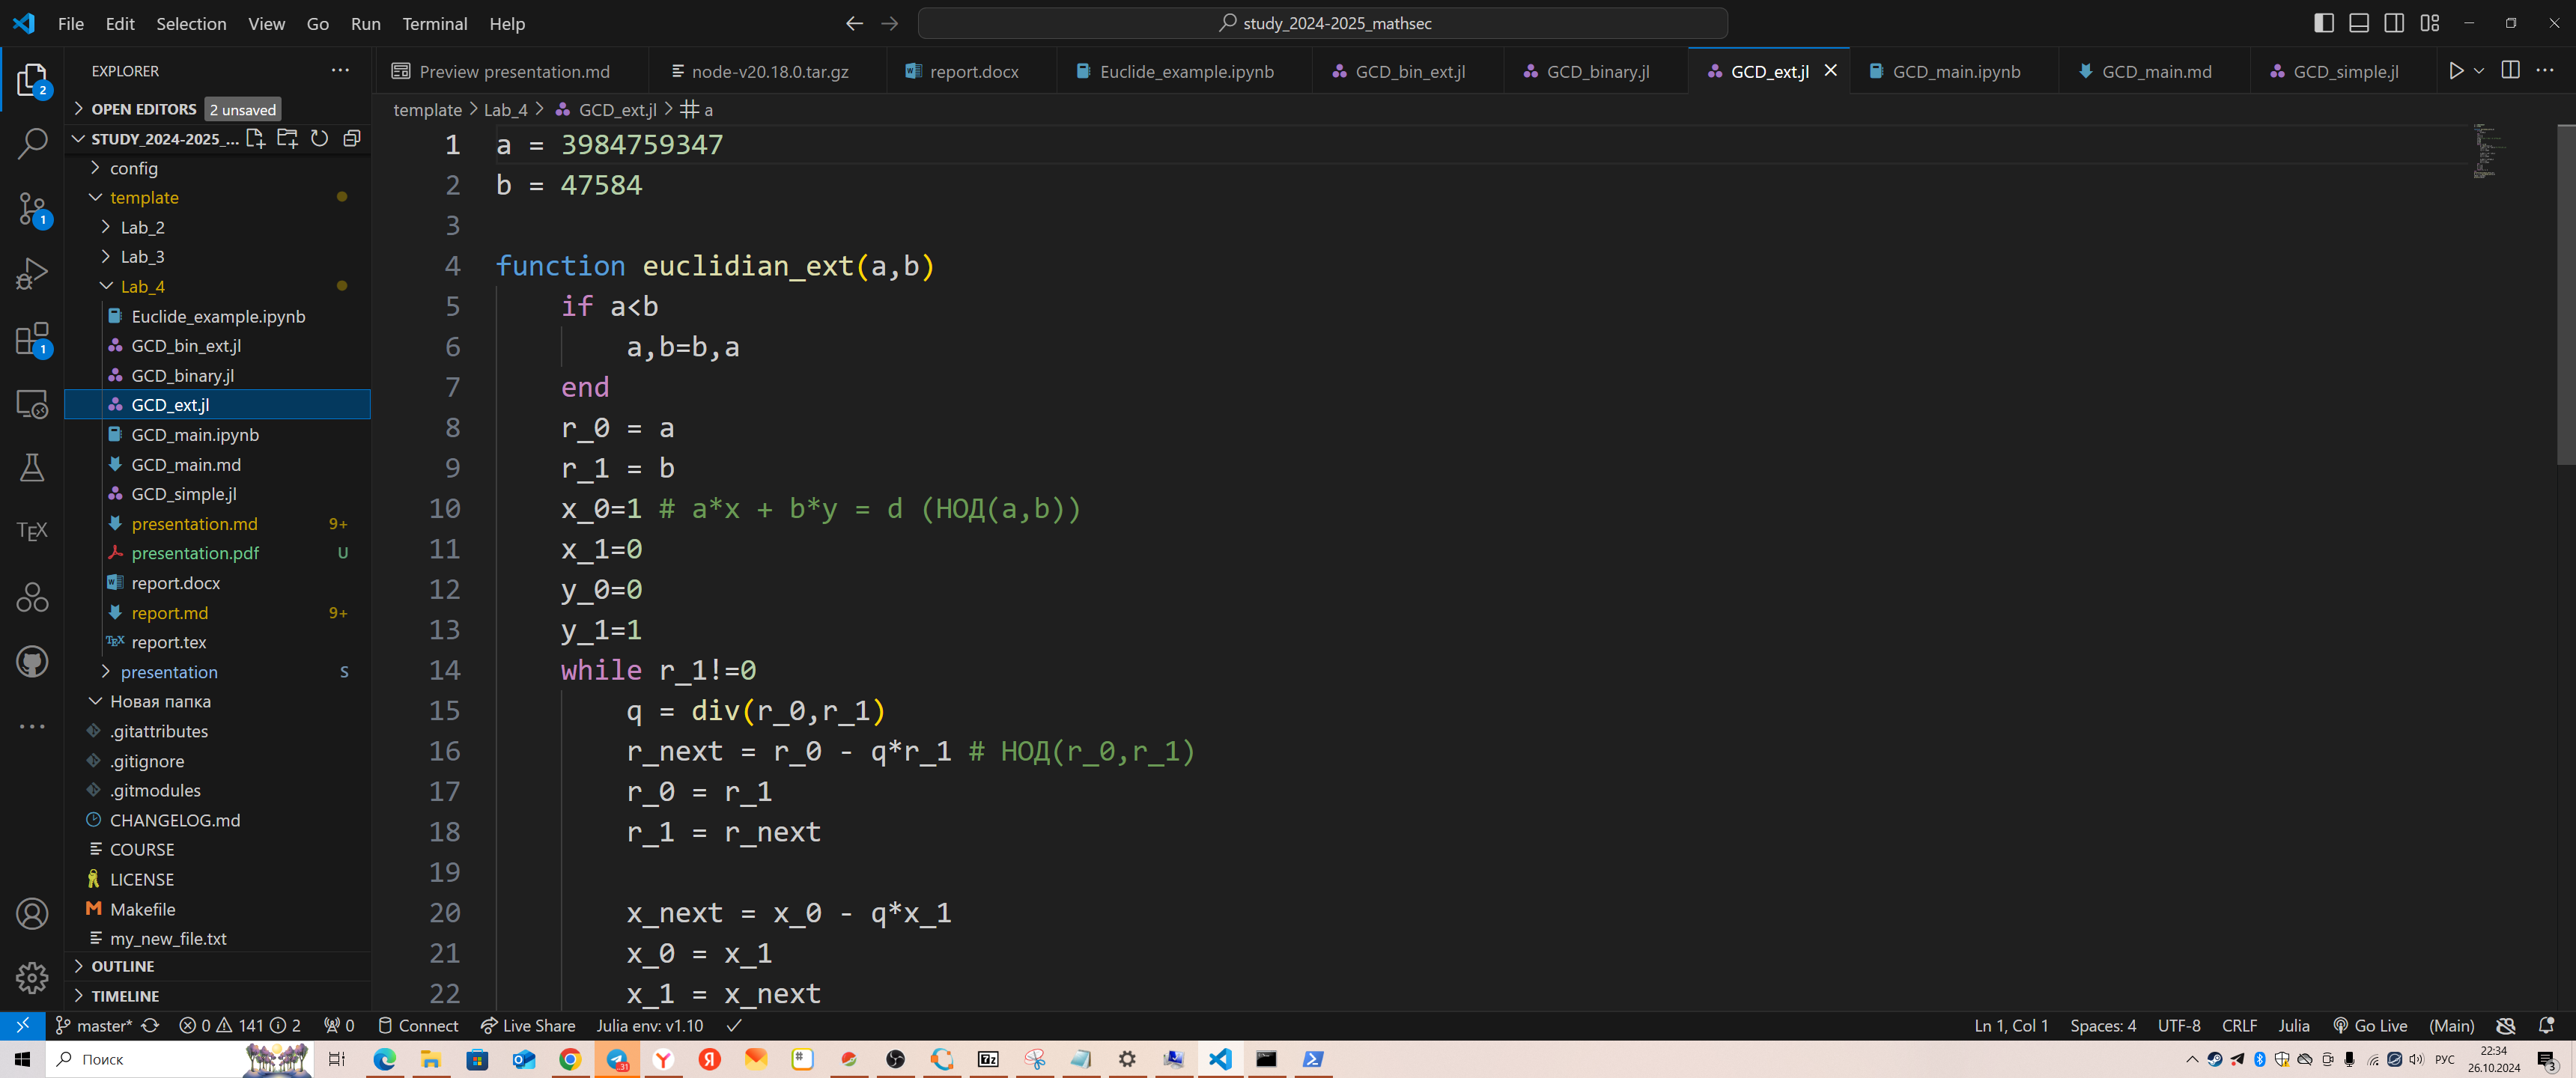 File Edit Selection View Go Run Terminal Help
study_2024-2025_mathsec
EXPLORER
Preview presentation.md
node-v20.18.0.tar.gz
report.docx
Euclide_example.ipynb
GCD_bin_ext.jl
GCD_binary.jl
GCD_ext.jl
GCD_main.ipynb
GCD_main.md
GCD_simple.jl
OPEN EDITORS 2 unsaved
STUDY_2024-2025_...
config
template
Lab_2
Lab_3
Lab_4
Euclide_example.ipynb
GCD_bin_ext.jl
GCD_binary.jl
GCD_ext.jl
GCD_main.ipynb
GCD_main.md
GCD_simple.jl
presentation.md 9+
presentation.pdf U
report.docx
report.md 9+
report.tex
presentation S
Новая папка
.gitattributes
.gitignore
.gitmodules
CHANGELOG.md
COURSE
LICENSE
Makefile
my_new_file.txt
OUTLINE
TIMELINE
2
1
1
TEX
template > Lab_4 > GCD_ext.jl > a
1 a = 3984759347
2 b = 47584
3
4 function euclidian_ext(a,b)
5 if a<b
6 a,b=b,a
7 end
8 r_0 = a
9 r_1 = b
10 x_0=1 # a*x + b*y = d (НОД(a,b))
11 x_1=0
12 y_0=0
13 y_1=1
14 while r_1!=0
15 q = div(r_0,r_1)
16 r_next = r_0 - q*r_1 # НОД(r_0,r_1)
17 r_0 = r_1
18 r_1 = r_next
19
20 x_next = x_0 - q*x_1
21 x_0 = x_1
22 x_1 = x_next
master* 0 141 2 0 Connect Live Share Julia env: v1.10
Ln 1, Col 1 Spaces: 4 UTF-8 CRLF Julia Go Live (Main)
Поиск
РУС
22:34
26.10.2024
3